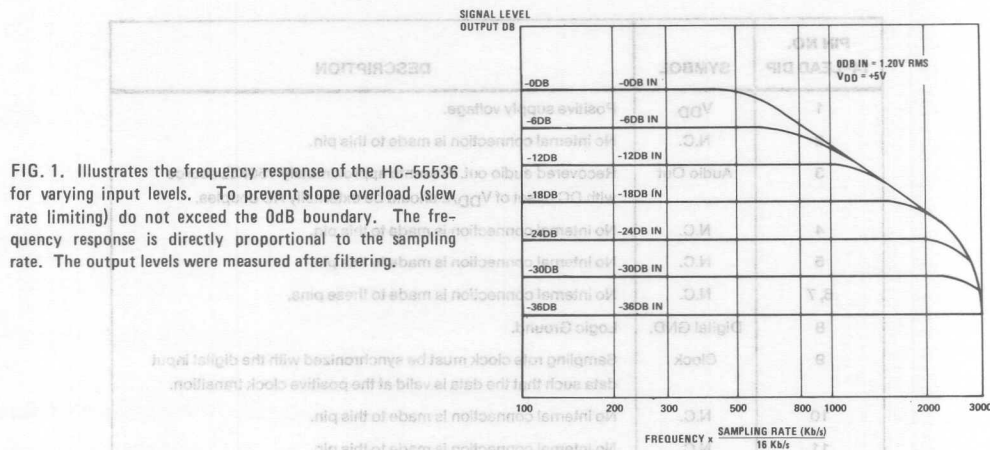 FIG. 1. Illustrates the frequency response of the HC-55536
for varying input levels. To prevent slope overload (slew
rate limiting) do not exceed the 0dB boundary. The fre-
quency response is directly proportional to the sampling
rate. The output levels were measured after filtering.
SIGNAL LEVEL
OUTPUT DB
0DB IN = 1.20V RMS
VDD = +5V
-0DB -0DB IN
-6DB -6DB IN
-12DB -12DB IN
-18DB -18DB IN
-24DB -24DB IN
-30DB -30DB IN
-36DB -36DB IN
100 200 300 500 800 1000 2000 3000
FREQUENCY x SAMPLING RATE (Kb/s)
16 Kb/s